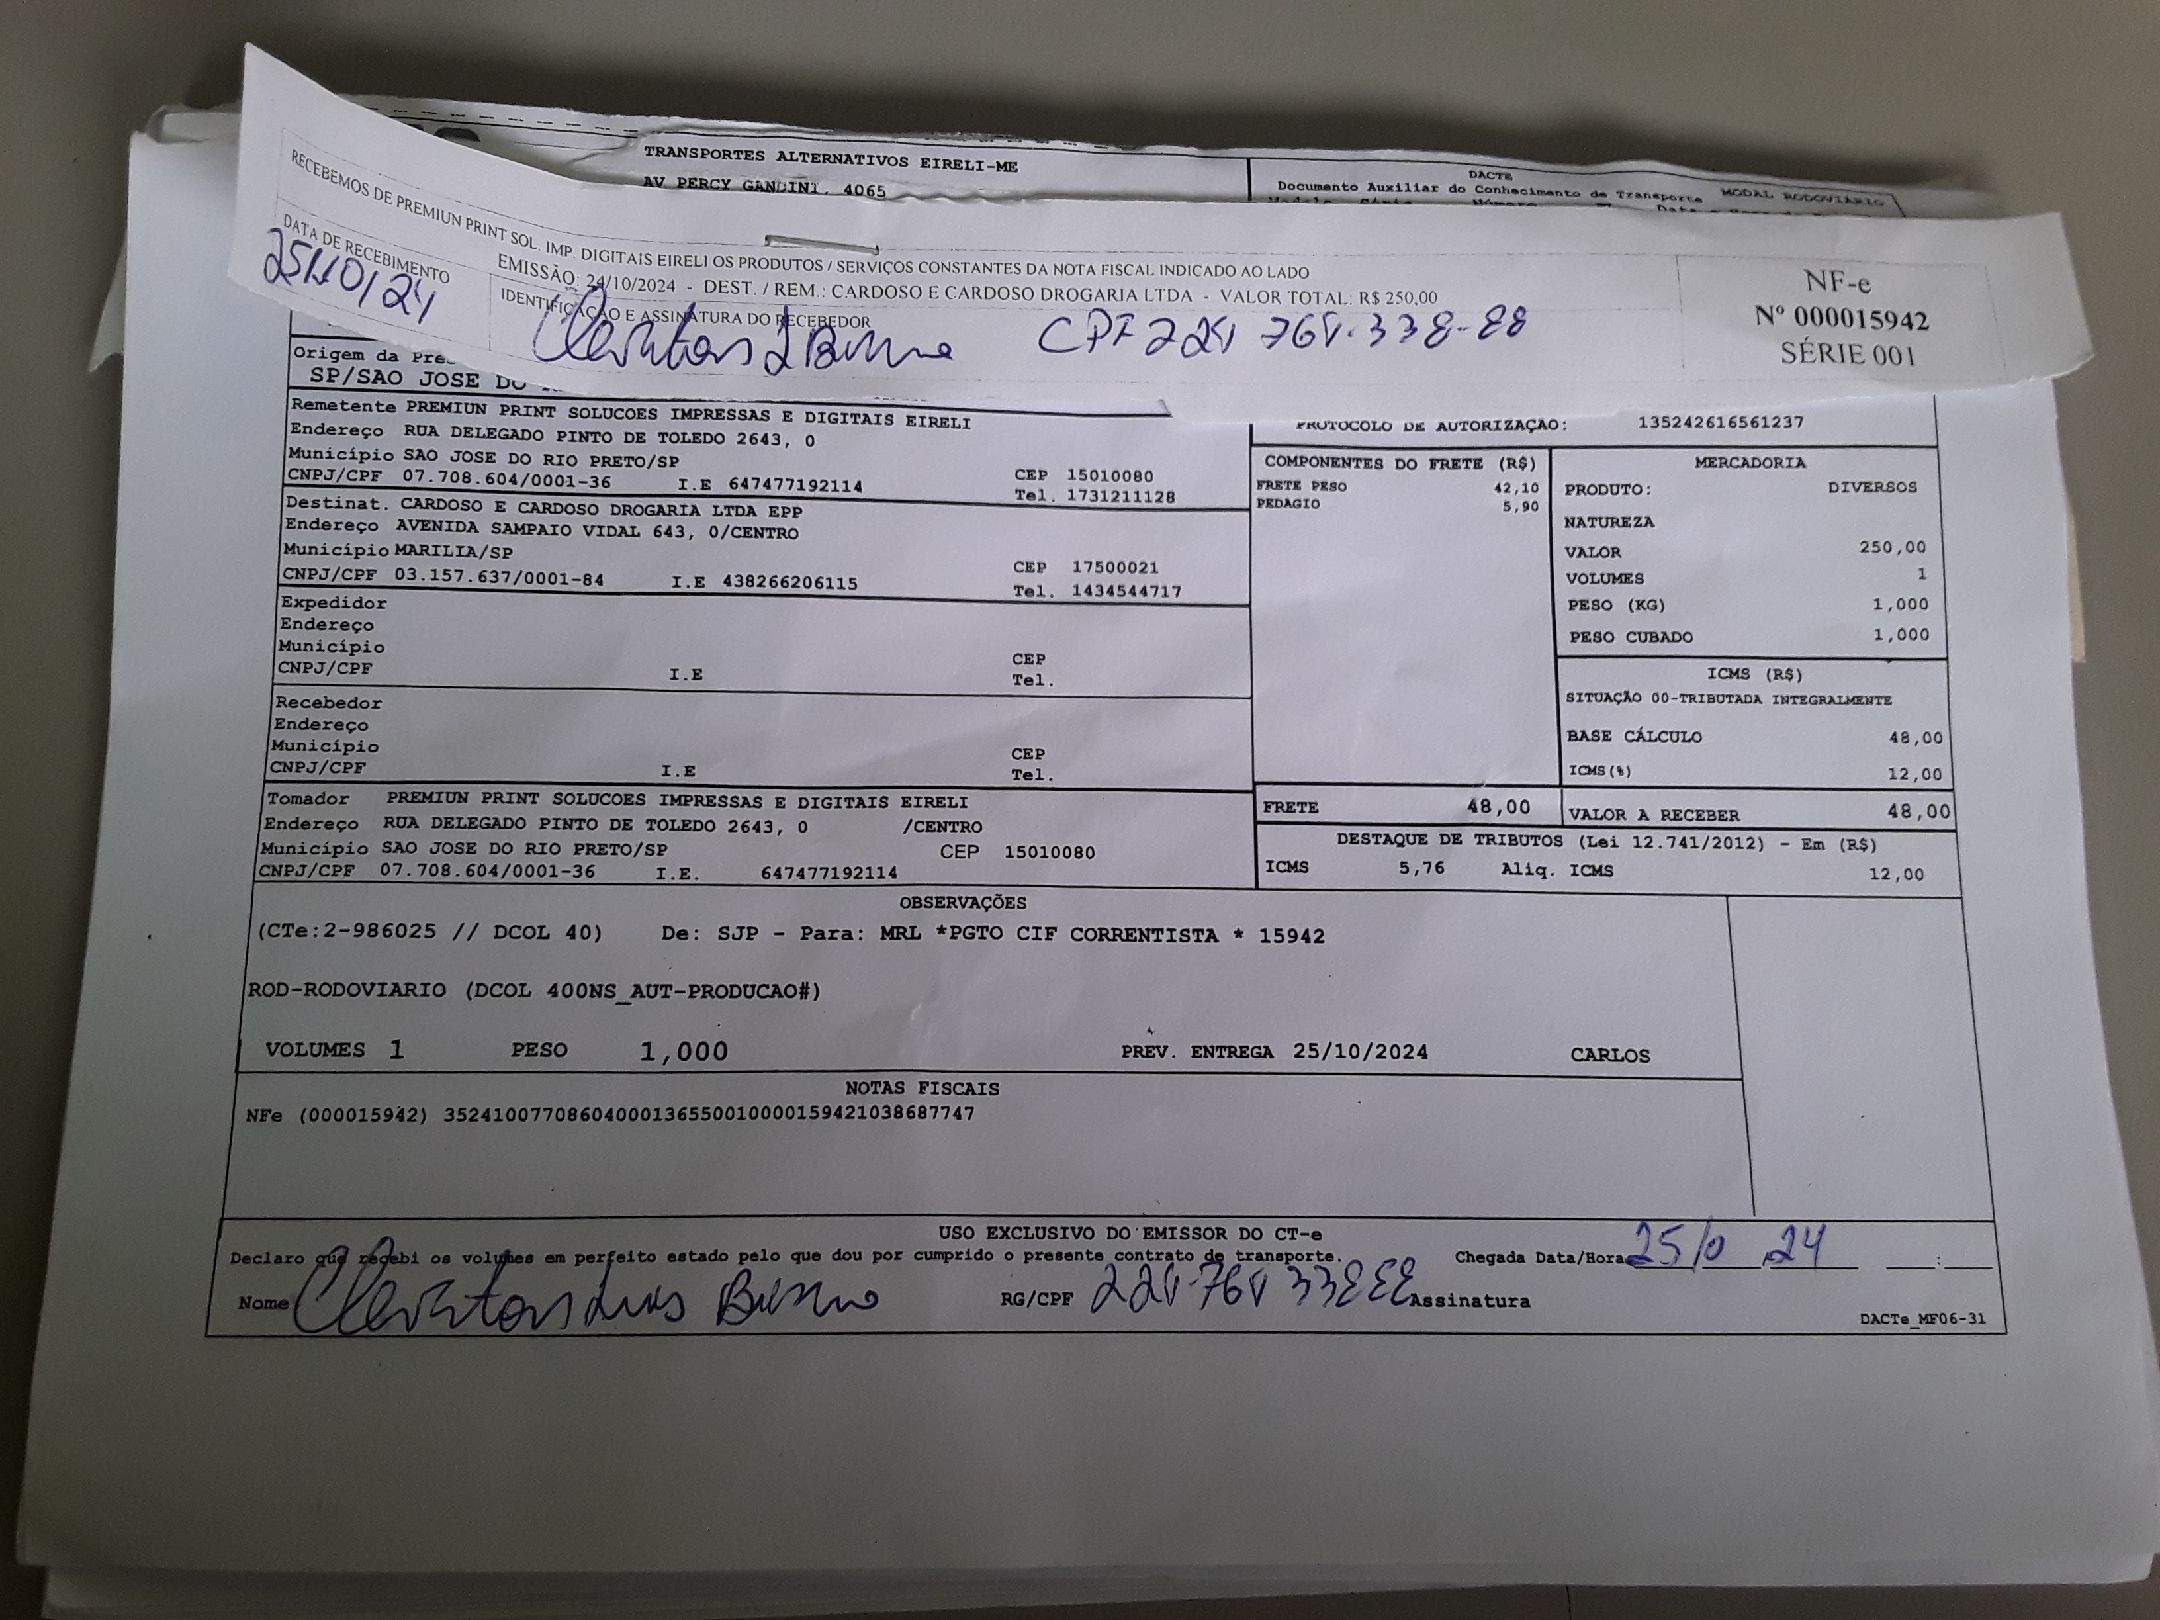 TRANSPORTES ALTERNATIVOS EIRELI-ME
AV PERCY GANDINI, 4065
DACTE
Documento Auxiliar do Conhecimento de Transporte
MODAL RODOVIÁRIO
RECEBEMOS DE PREMIUN PRINT SOL. IMP. DIGITAIS EIRELI OS PRODUTOS / SERVIÇOS CONSTANTES DA NOTA FISCAL INDICADO AO LADO
EMISSÃO: 24/10/2024 - DEST. / REM.: CARDOSO E CARDOSO DROGARIA LTDA - VALOR TOTAL: R$ 250,00
DATA DE RECEBIMENTO
25/10/24
IDENTIFICAÇÃO E ASSINATURA DO RECEBEDOR
CPF
NF-e
Nº 000015942
SÉRIE 001
Origem da
SP/SAO JOSE DO
Remetente PREMIUN PRINT SOLUCOES IMPRESSAS E DIGITAIS EIRELI
Endereço RUA DELEGADO PINTO DE TOLEDO 2643, 0
Município SAO JOSE DO RIO PRETO/SP CEP 15010080
CNPJ/CPF 07.708.604/0001-36 I.E 647477192114 Tel. 1731211128
Destinat. CARDOSO E CARDOSO DROGARIA LTDA EPP
Endereço AVENIDA SAMPAIO VIDAL 643, 0/CENTRO
Município MARILIA/SP CEP 17500021
CNPJ/CPF 03.157.637/0001-84 I.E 438266206115 Tel. 1434544717
Expedidor
Endereço
Município CEP
CNPJ/CPF I.E Tel.
Recebedor
Endereço
Município CEP
CNPJ/CPF I.E Tel.
Tomador PREMIUN PRINT SOLUCOES IMPRESSAS E DIGITAIS EIRELI
Endereço RUA DELEGADO PINTO DE TOLEDO 2643, 0 /CENTRO
Município SAO JOSE DO RIO PRETO/SP CEP 15010080
CNPJ/CPF 07.708.604/0001-36 I.E. 647477192114
PROTOCOLO DE AUTORIZAÇÃO: 135242616561237
COMPONENTES DO FRETE (R$)
FRETE PESO 42,10
PEDAGIO 5,90
MERCADORIA
PRODUTO: DIVERSOS
NATUREZA
VALOR 250,00
VOLUMES 1
PESO (KG) 1,000
PESO CUBADO 1,000
ICMS (R$)
SITUAÇÃO 00-TRIBUTADA INTEGRALMENTE
BASE CÁLCULO 48,00
ICMS(%) 12,00
FRETE 48,00 VALOR A RECEBER 48,00
DESTAQUE DE TRIBUTOS (Lei 12.741/2012) - Em (R$)
ICMS 5,76 Aliq. ICMS 12,00
OBSERVAÇÕES
(CTe:2-986025 // DCOL 40) De: SJP - Para: MRL *PGTO CIF CORRENTISTA * 15942
ROD-RODOVIARIO (DCOL 400NS_AUT-PRODUCAO#)
VOLUMES 1 PESO 1,000 PREV. ENTREGA 25/10/2024 CARLOS
NOTAS FISCAIS
NFe (000015942) 35241007708604000136550010000159421038687747
USO EXCLUSIVO DO EMISSOR DO CT-e
Declaro que recebi os volumes em perfeito estado pelo que dou por cumprido o presente contrato de transporte. Chegada Data/Hora 25/0 24 :
Nome RG/CPF Assinatura
DACTe_MF06-31